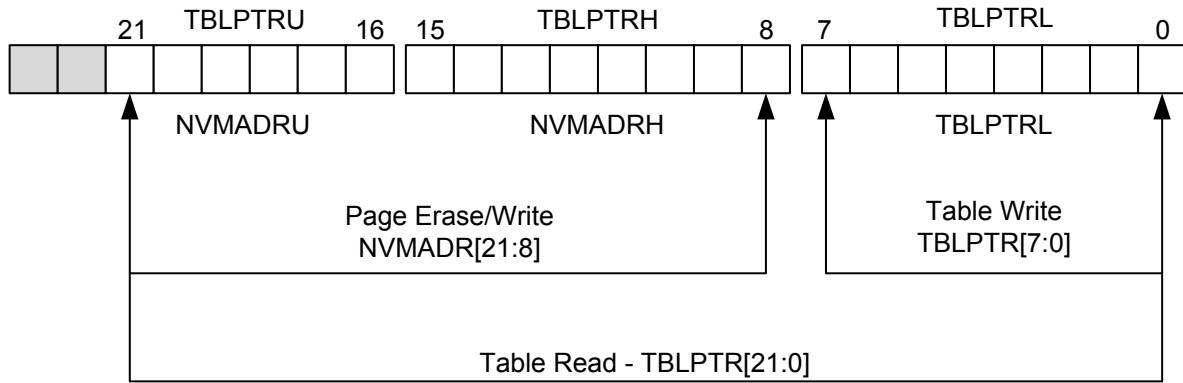 TBLPTRU TBLPTRH TBLPTRL
21 16 15 8 7 0
NVMADRU NVMADRH TBLPTRL
Page Erase/Write
NVMADR[21:8]
Table Write
TBLPTR[7:0]
Table Read - TBLPTR[21:0]